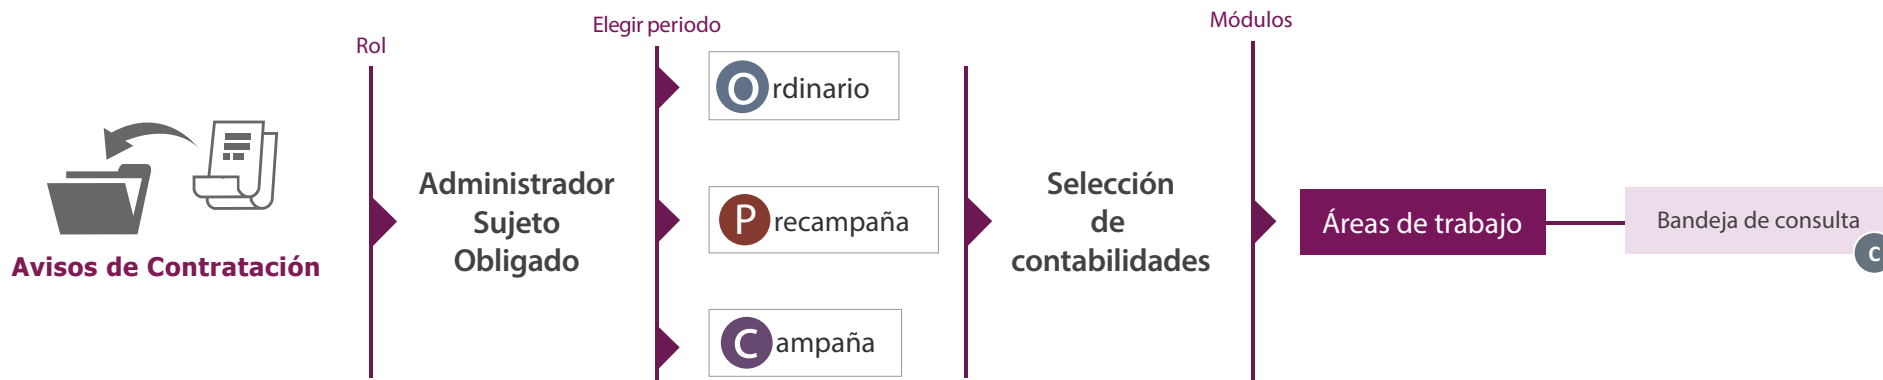 Avisos de Contratación
Rol
Administrador
Sujeto
Obligado
Elegir periodo
Ordinario
Precampaña
Campaña
Selección
de
contabilidades
Módulos
Áreas de trabajo
Bandeja de consulta
C